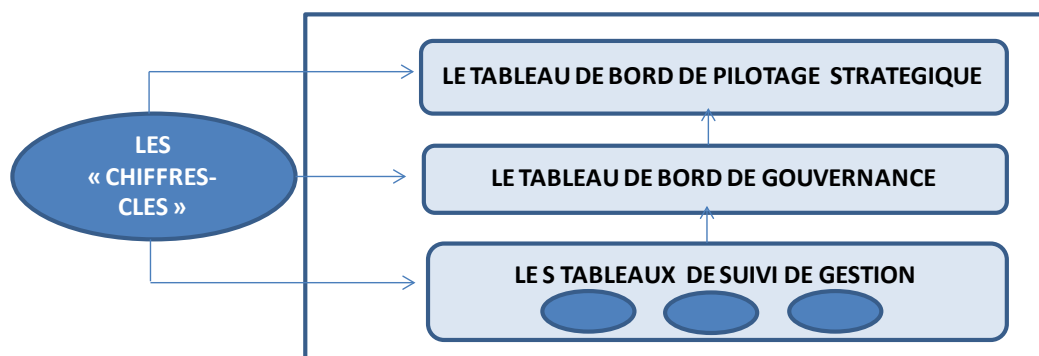 LE TABLEAU DE BORD DE PILOTAGE STRATEGIQUE
LES
« CHIFFRES-
CLES »
LE TABLEAU DE BORD DE GOUVERNANCE
LE S TABLEAUX DE SUIVI DE GESTION